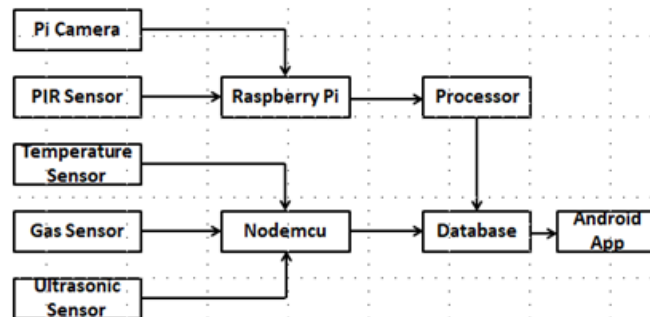 Pi Camera
PIR Sensor
Raspberry Pi
Processor
Temperature
Sensor
Gas Sensor
Nodemcu
Database
Android
App
Ultrasonic
Sensor